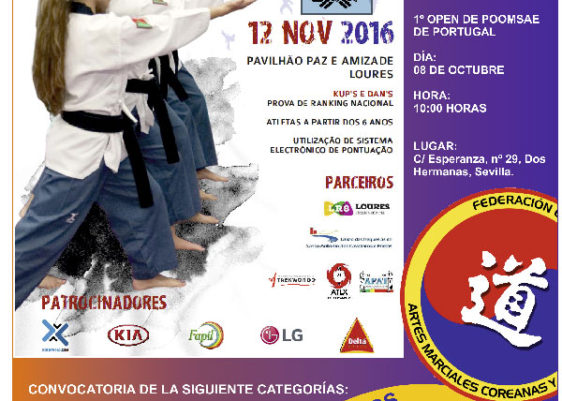 12 NOV 2016
PAVILHÃO PAZ E AMIZADE
LOURES
KUP'S E DAN'S
PROVA DE RANKING NACIONAL
ATLETAS A PARTIR DOS 6 ANOS
UTILIZAÇÃO DE SISTEMA
ELECTRÓNICO DE PONTUAÇÃO
PARCEIROS
LOURES
TAEKWONDO
ATLX
PATROCINADORES
KIA
Fapil
LG
Delta
1º OPEN DE POOMSAE
DE PORTUGAL
DÍA:
08 DE OCTUBRE
HORA:
10:00 HORAS
LUGAR:
C/ Esperanza, nº 29, Dos
Hermanas, Sevilla.
FEDERACIÓN
道
ARTES MARCIALES COREANAS Y
CONVOCATORIA DE LA SIGUIENTE CATEGORÍAS: